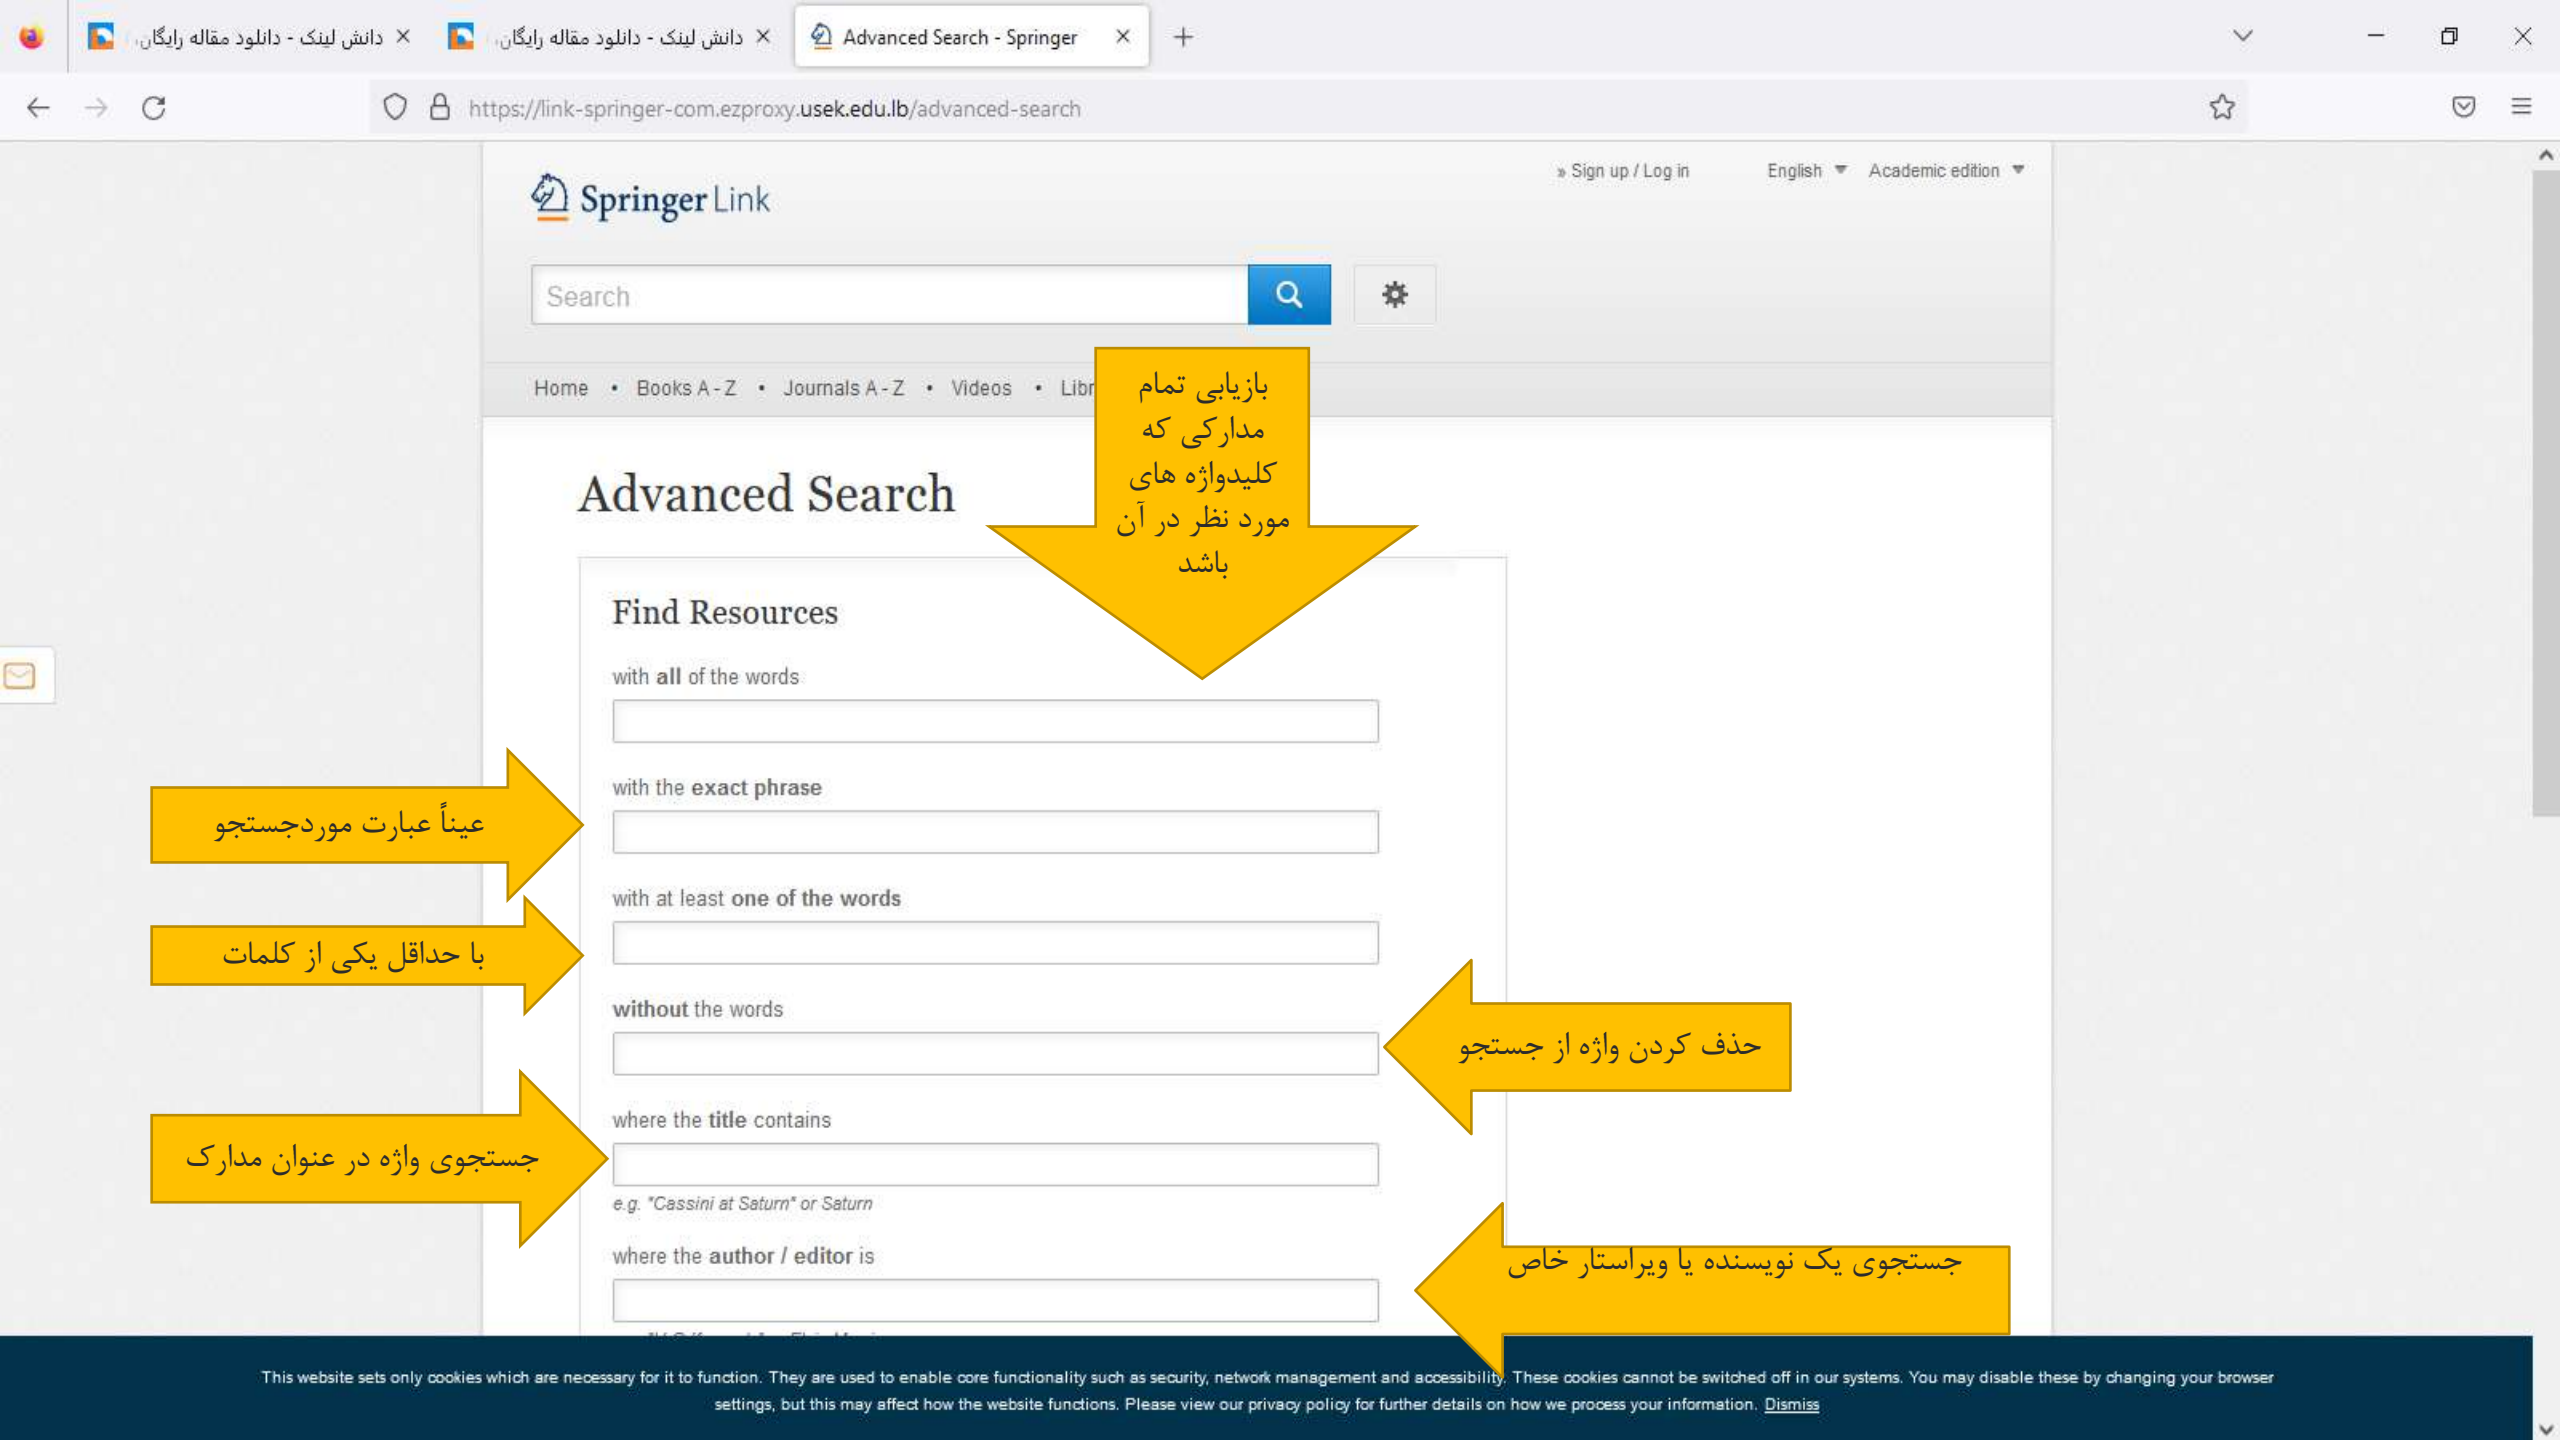 دانش لینک - دانلود مقاله رایگان،
دانش لینک - دانلود مقاله رایگان،
Advanced Search - Springer
https://link-springer-com.ezproxy.usek.edu.lb/advanced-search
» Sign up / Log in
English
Academic edition
Springer Link
Search
Home • Books A - Z • Journals A - Z • Videos • Libr
بازیابی تمام
مدارکی که
کلیدواژه های
مورد نظر در آن
باشد
Advanced Search
Find Resources
with all of the words
with the exact phrase
عیناً عبارت موردجستجو
with at least one of the words
با حداقل یکی از کلمات
without the words
حذف کردن واژه از جستجو
where the title contains
جستجوی واژه در عنوان مدارک
e.g. "Cassini at Saturn" or Saturn
where the author / editor is
جستجوی یک نویسنده یا ویراستار خاص
This website sets only cookies which are necessary for it to function. They are used to enable core functionality such as security, network management and accessibility. These cookies cannot be switched off in our systems. You may disable these by changing your browser
settings, but this may affect how the website functions. Please view our privacy policy for further details on how we process your information. Dismiss